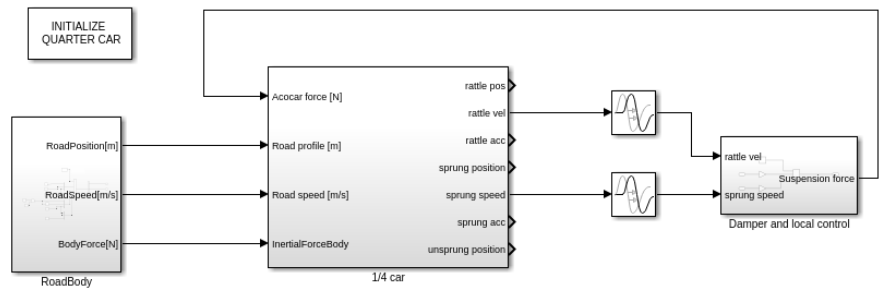 INITIALIZE
QUARTER CAR
RoadPosition[m]
RoadSpeed[m/s]
BodyForce[N]
RoadBody
Acocar force [N]
Road profile [m]
Road speed [m/s]
InertialForceBody
rattle pos
rattle vel
rattle acc
sprung position
sprung speed
sprung acc
unsprung position
1/4 car
rattle vel
sprung speed
Suspension force
Damper and local control